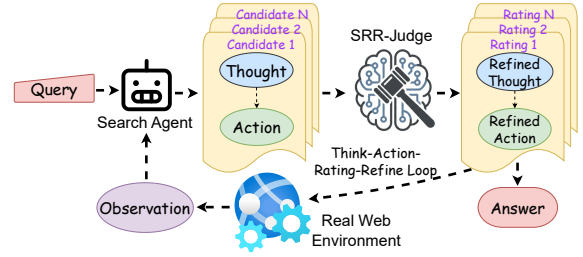 Query
Search Agent
Candidate N
Candidate 2
Candidate 1
Thought
Action
SRR-Judge
Rating N
Rating 2
Rating 1
Refined
Thought
Refined
Action
Think-Action-
Rating-Refine Loop
Observation
Real Web
Environment
Answer